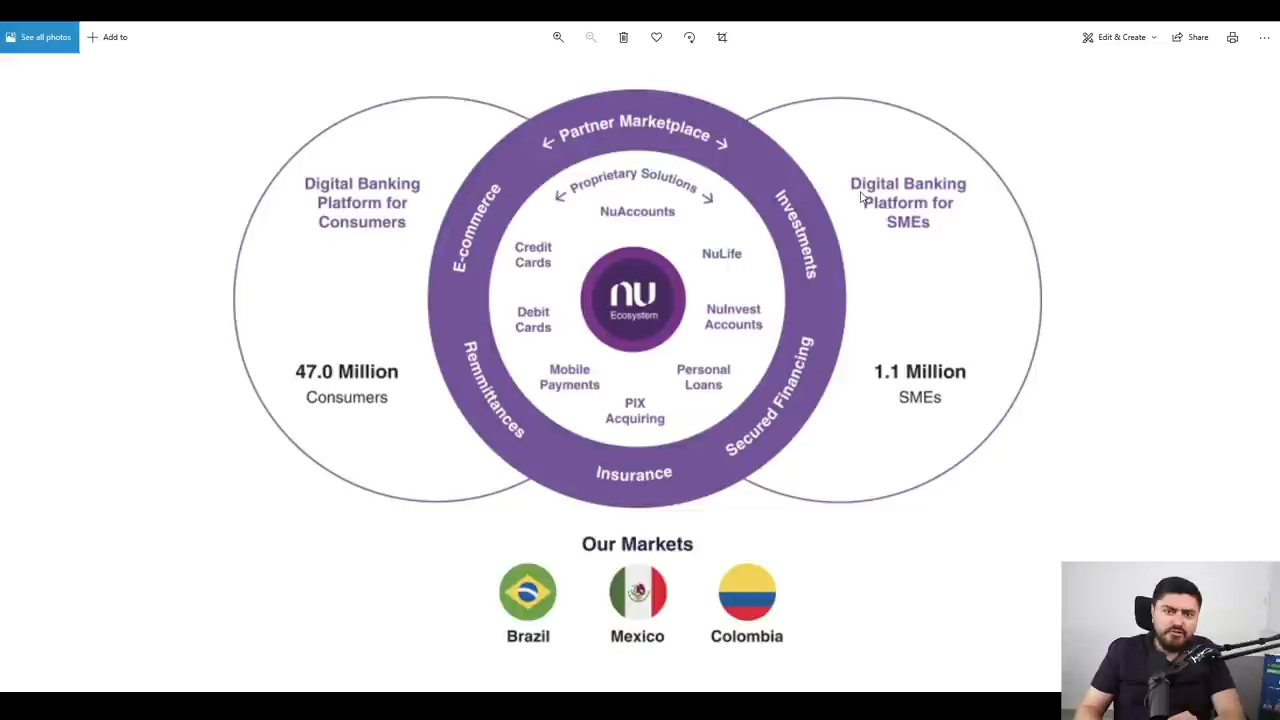 See all photos
Add to
Edit & Create
Share
← Partner Marketplace →
E-commerce
Investments
Remmittances
Secured Financing
Insurance
← Proprietary Solutions →
NuAccounts
Credit
Cards
NuLife
Debit
Cards
NuInvest
Accounts
Mobile
Payments
Personal
Loans
PIX
Acquiring
nu
Ecosystem
Digital Banking
Platform for
Consumers
47.0 Million
Consumers
Digital Banking
Platform for
SMEs
1.1 Million
SMEs
Our Markets
Brazil
Mexico
Colombia